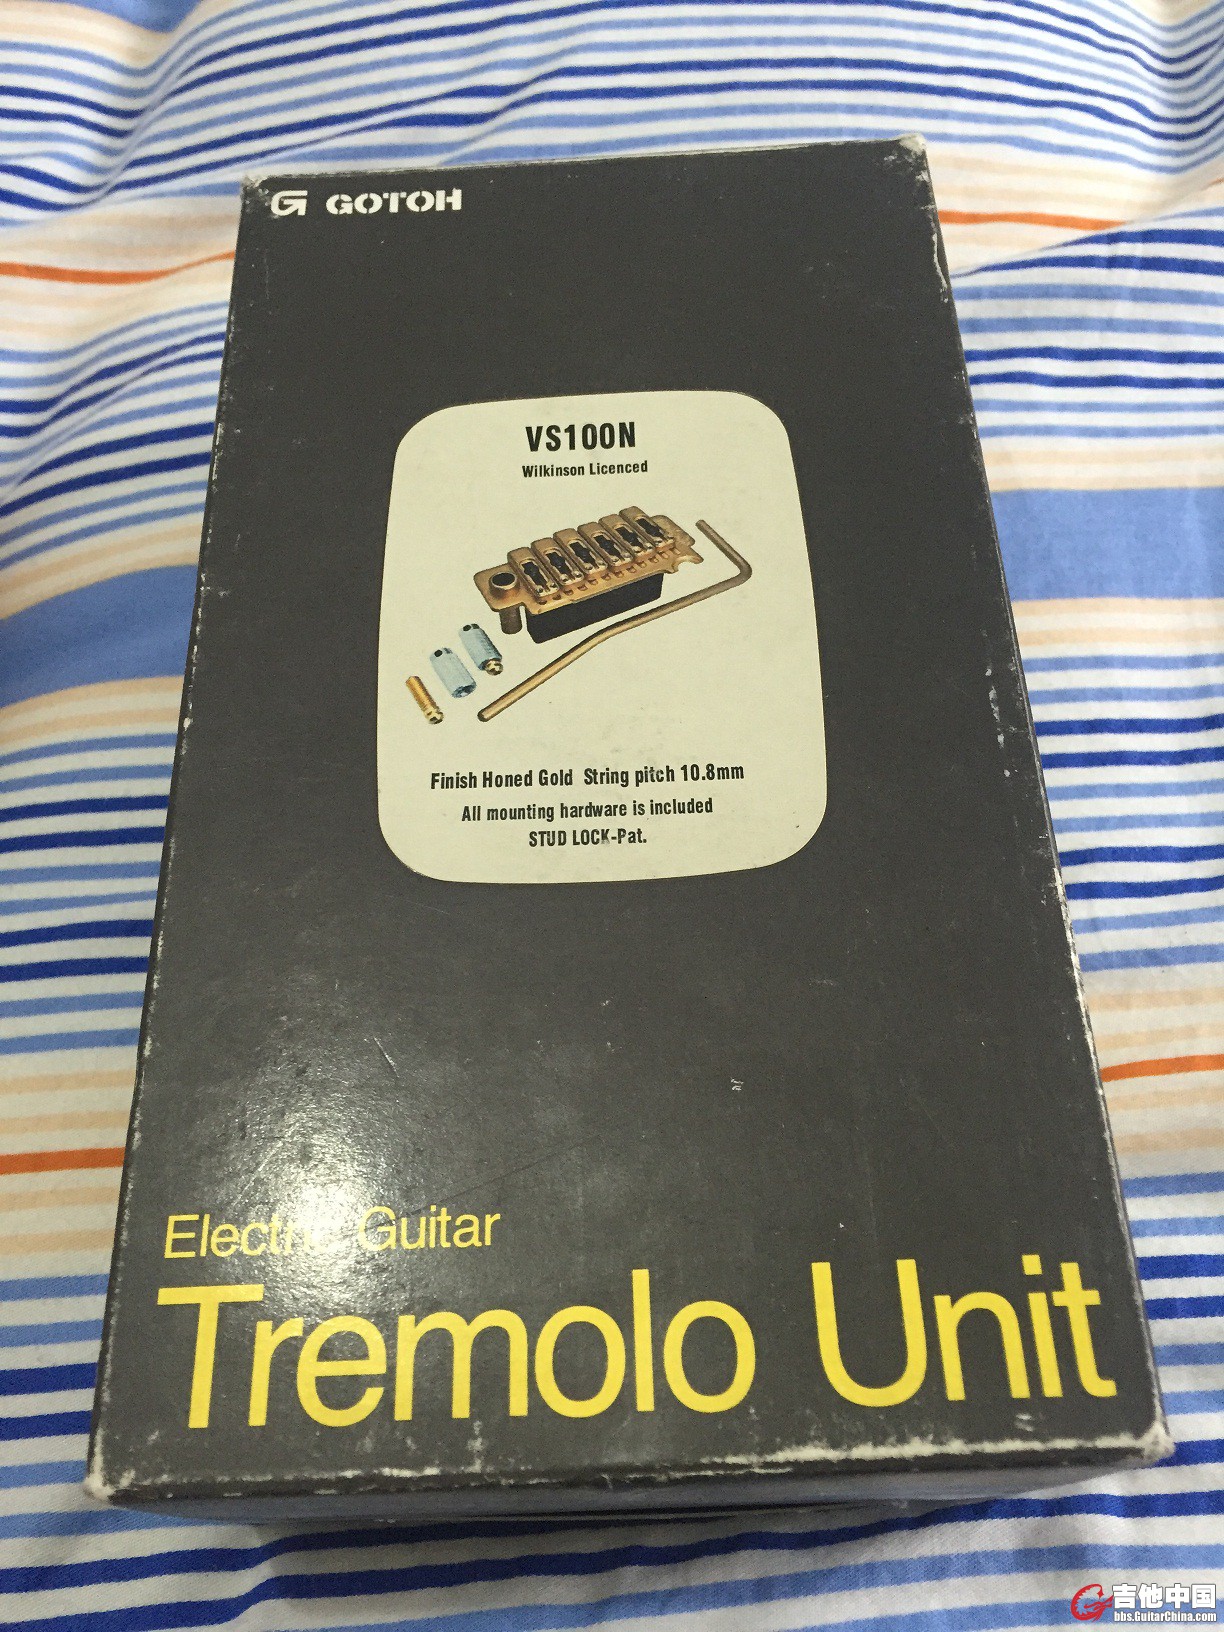 GOTOH
VS100N
Wilkinson Licenced
Finish Honed Gold String pitch 10.8mm
All mounting hardware is included
STUD LOCK-Pat.
Electric Guitar
Tremolo Unit
吉他中国
bbs.GuitarChina.com